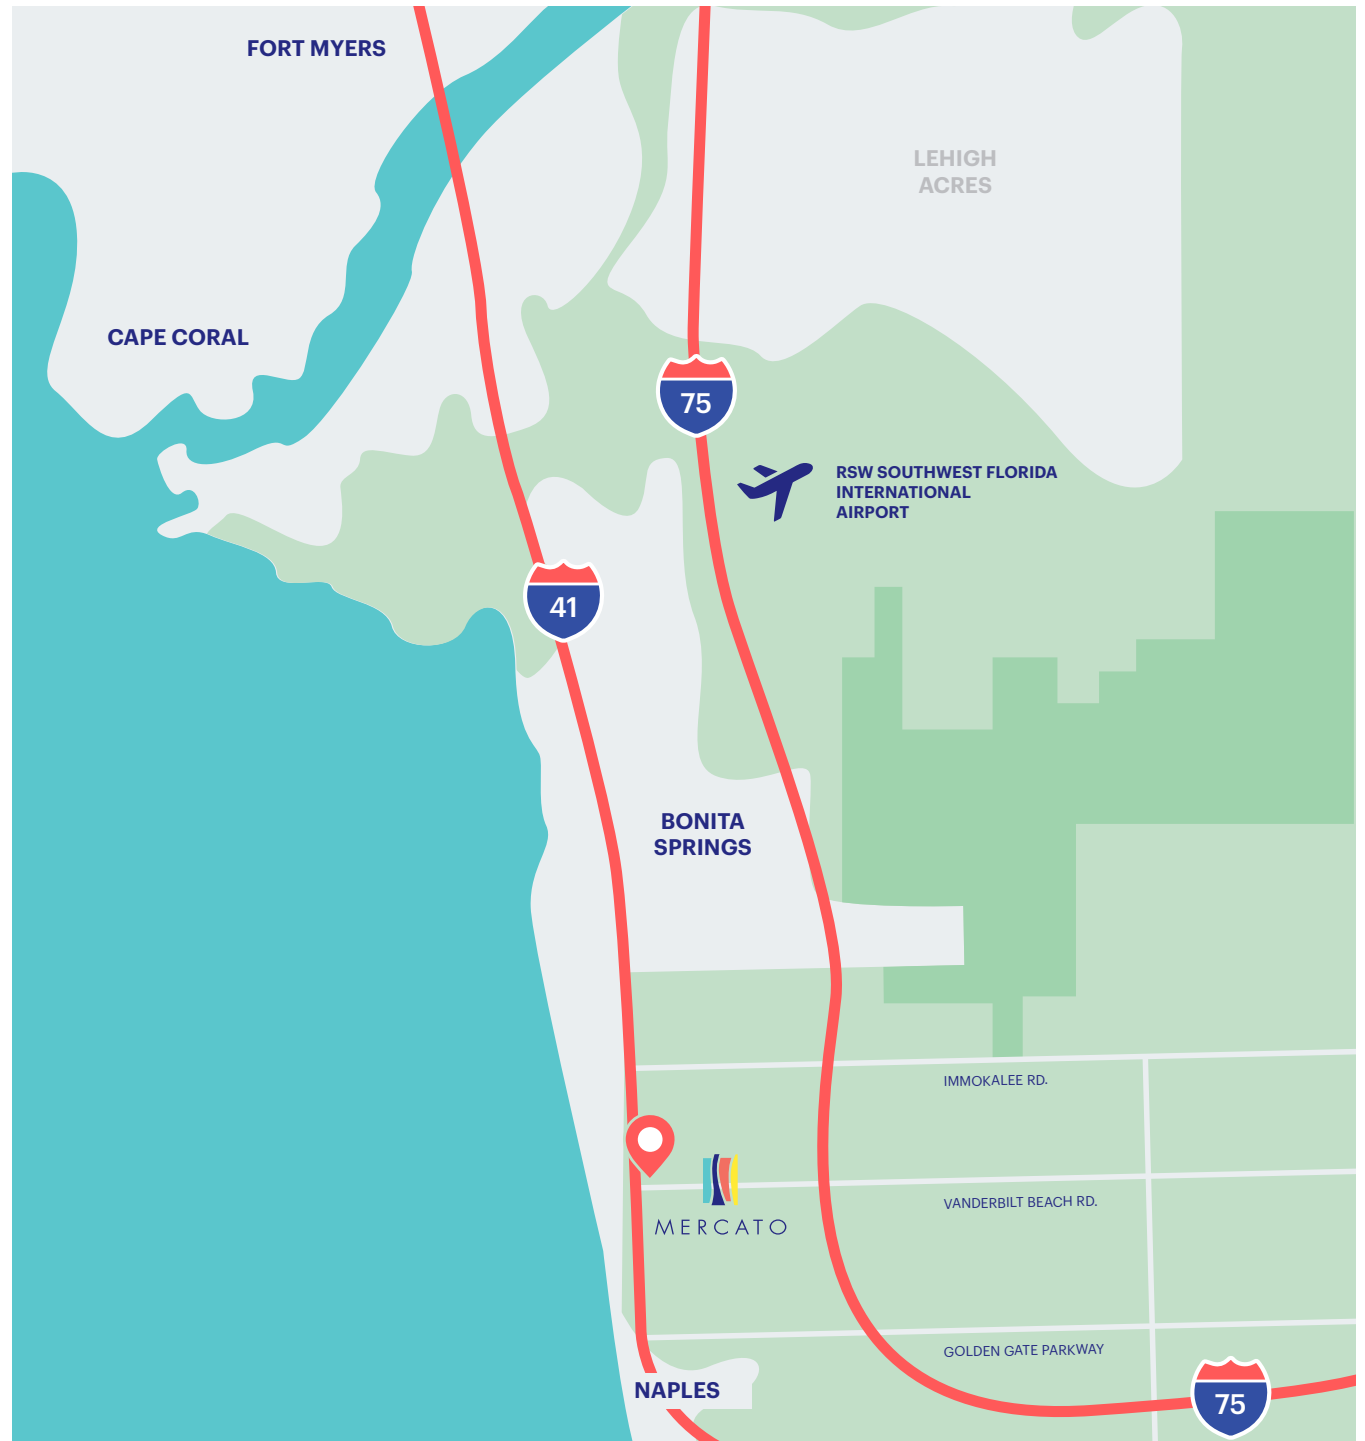 FORT MYERS
LEHIGH
ACRES
CAPE CORAL
75
RSW SOUTHWEST FLORIDA
INTERNATIONAL
AIRPORT
41
BONITA
SPRINGS
IMMOKALEE RD.
VANDERBILT BEACH RD.
MERCATO
GOLDEN GATE PARKWAY
NAPLES
75